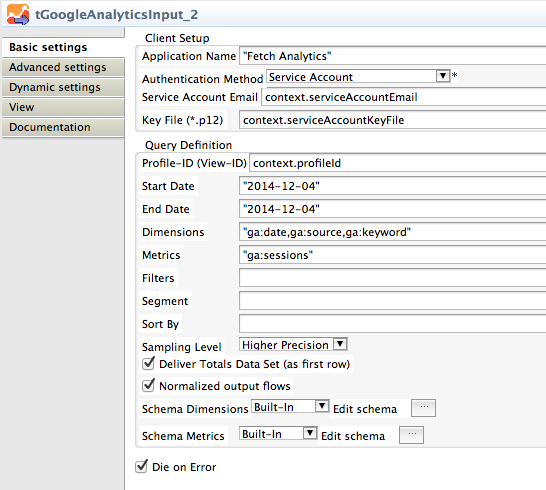 tGoogleAnalyticsInput_2
Basic settings
Advanced settings
Dynamic settings
View
Documentation
Client Setup
Application Name "Fetch Analytics"
Authentication Method Service Account *
Service Account Email context.serviceAccountEmail
Key File (*.p12) context.serviceAccountKeyFile
Query Definition
Profile-ID (View-ID) context.profileId
Start Date "2014-12-04"
End Date "2014-12-04"
Dimensions "ga:date,ga:source,ga:keyword"
Metrics "ga:sessions"
Filters
Segment
Sort By
Sampling Level Higher Precision
Deliver Totals Data Set (as first row)
Normalized output flows
Schema Dimensions Built-In Edit schema ...
Schema Metrics Built-In Edit schema ...
Die on Error